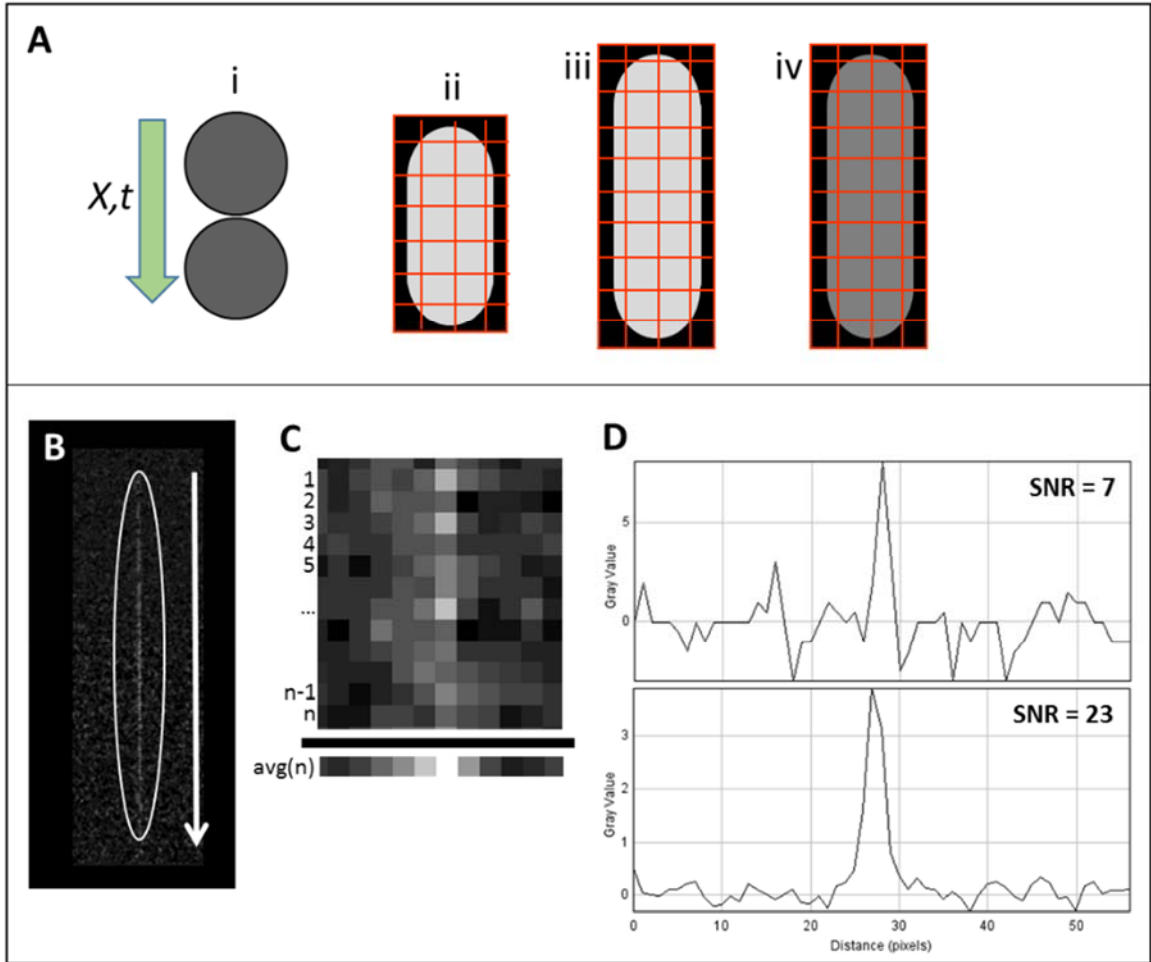 A
i
ii
iii
iv
X,t
B
C
1
2
3
4
5
...
n-1
n
avg(n)
D
SNR = 7
5
0
Gray Value
SNR = 23
3
2
1
0
Gray Value
0 10 20 30 40 50
Distance (pixels)